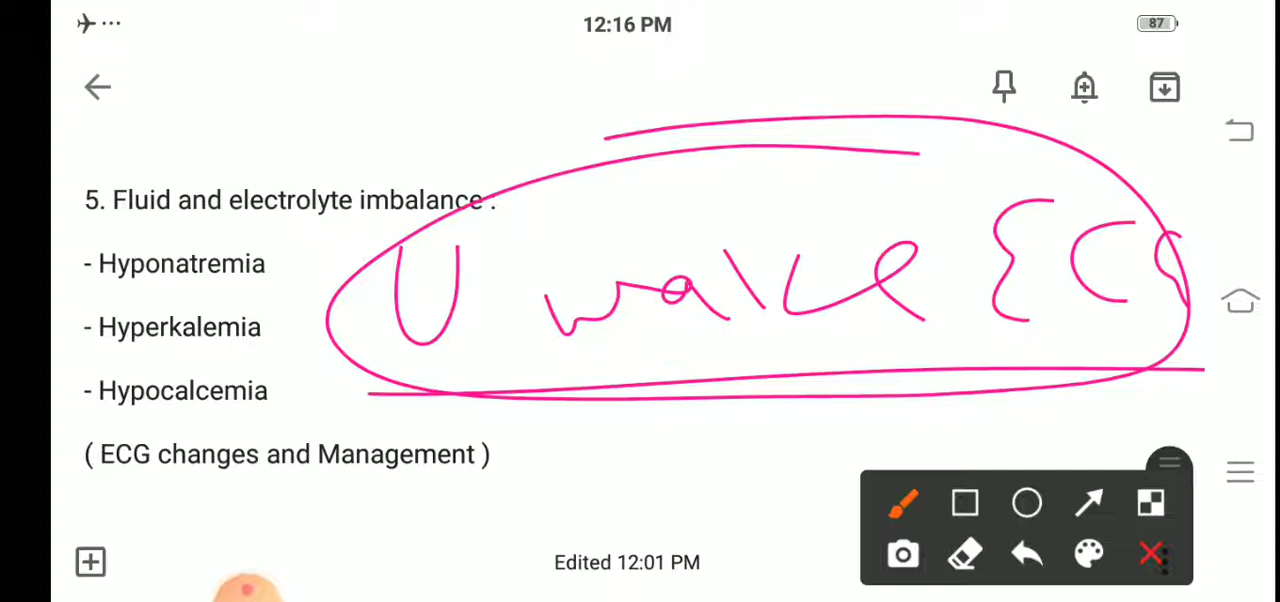 12:16 PM
87
5. Fluid and electrolyte imbalance :
- Hyponatremia
- Hyperkalemia
- Hypocalcemia
( ECG changes and Management )
U wave ECG
Edited 12:01 PM